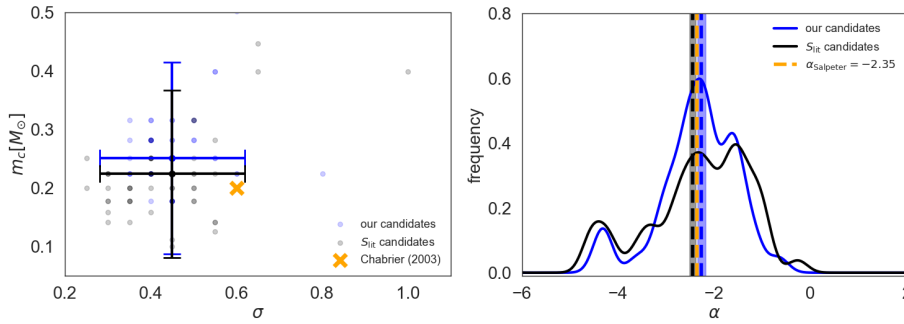 0.5
0.4
0.3
0.2
0.1
m_c[M_⊙]
0.2 0.4 0.6 0.8 1.0
σ
our candidates
S_lit candidates
Chabrier (2003)
0.8
0.6
0.4
0.2
0.0
frequency
−6 −4 −2 0 2
α
our candidates
S_lit candidates
α_Salpeter = −2.35